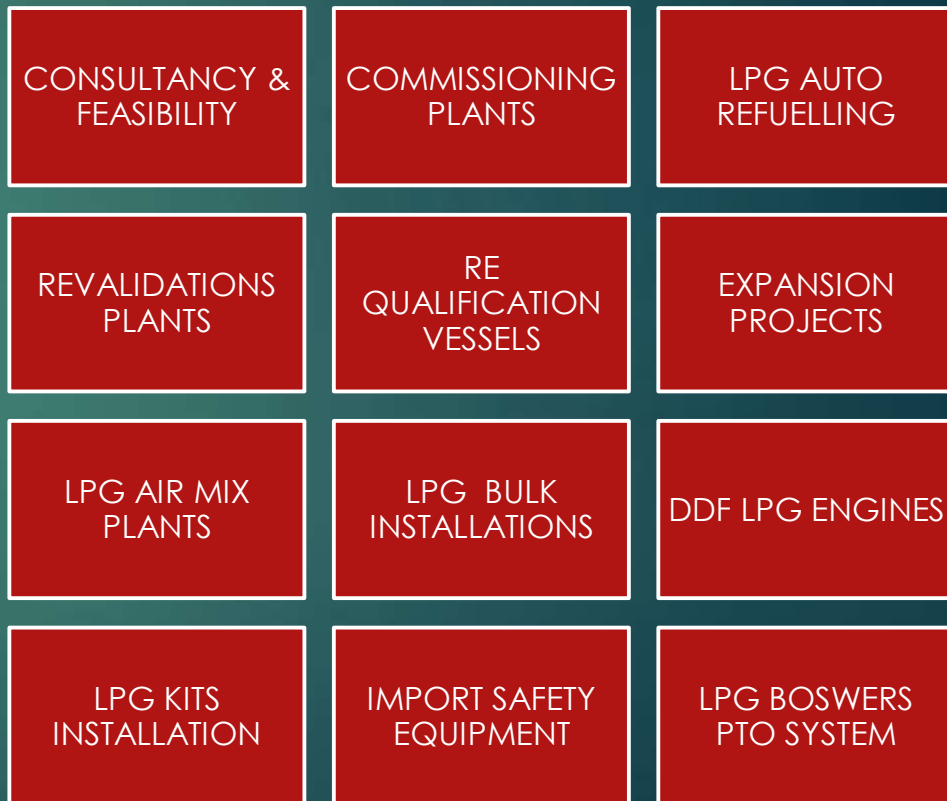 CONSULTANCY &
FEASIBILITY
COMMISSIONING
PLANTS
LPG AUTO
REFUELLING
REVALIDATIONS
PLANTS
RE
QUALIFICATION
VESSELS
EXPANSION
PROJECTS
LPG AIR MIX
PLANTS
LPG BULK
INSTALLATIONS
DDF LPG ENGINES
LPG KITS
INSTALLATION
IMPORT SAFETY
EQUIPMENT
LPG BOSWERS
PTO SYSTEM